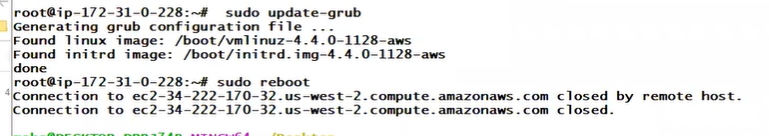 root@ip-172-31-0-228:~#  sudo update-grub
Generating grub configuration file ...
Found linux image: /boot/vmlinuz-4.4.0-1128-aws
Found initrd image: /boot/initrd.img-4.4.0-1128-aws
done
root@ip-172-31-0-228:~# sudo reboot
Connection to ec2-34-222-170-32.us-west-2.compute.amazonaws.com closed by remote host.
Connection to ec2-34-222-170-32.us-west-2.compute.amazonaws.com closed.